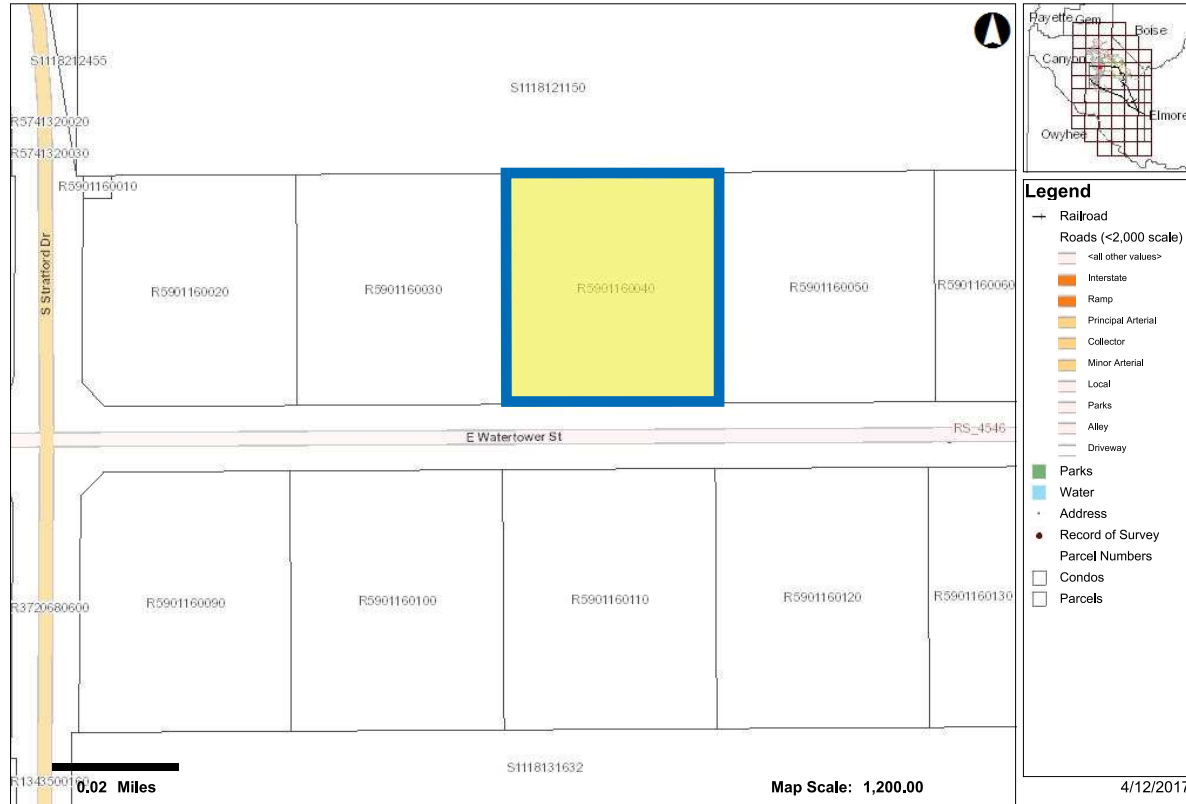 S1118212455
S1118121150
R5741320020
R5741320030
R5901160010
S Stratford Dr
R5901160020
R5901160030
R5901160040
R5901160050
R5901160060
E Watertower St
RS_4546
R5901160090
R5901160100
R5901160110
R5901160120
R5901160130
R3720680600
S1118131632
R1343500160
0.02 Miles
Map Scale: 1,200.00
Payette
Gem
Boise
Canyon
Elmore
Owyhee
Legend
Railroad
Roads (<2,000 scale)
<all other values>
Interstate
Ramp
Principal Arterial
Collector
Minor Arterial
Local
Parks
Alley
Driveway
Parks
Water
Address
Record of Survey
Parcel Numbers
Condos
Parcels
4/12/2017